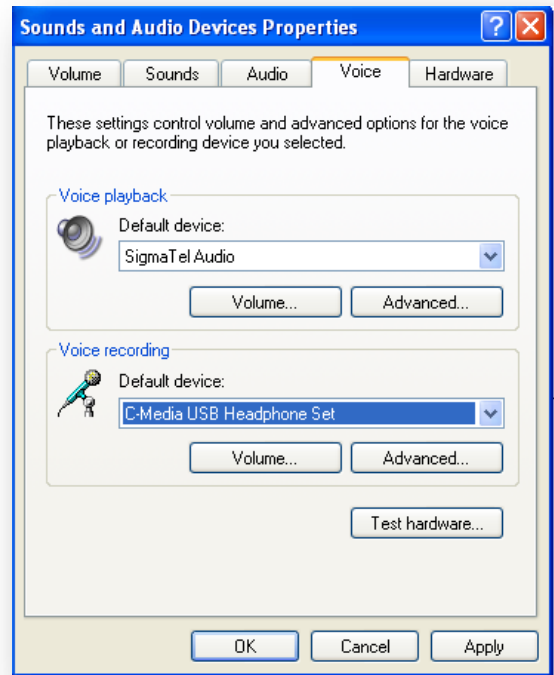 Sounds and Audio Devices Properties
Volume Sounds Audio Voice Hardware
These settings control volume and advanced options for the voice
playback or recording device you selected.
Voice playback
Default device:
SigmaTel Audio
Volume... Advanced...
Voice recording
Default device:
C-Media USB Headphone Set
Volume... Advanced...
Test hardware...
OK Cancel Apply